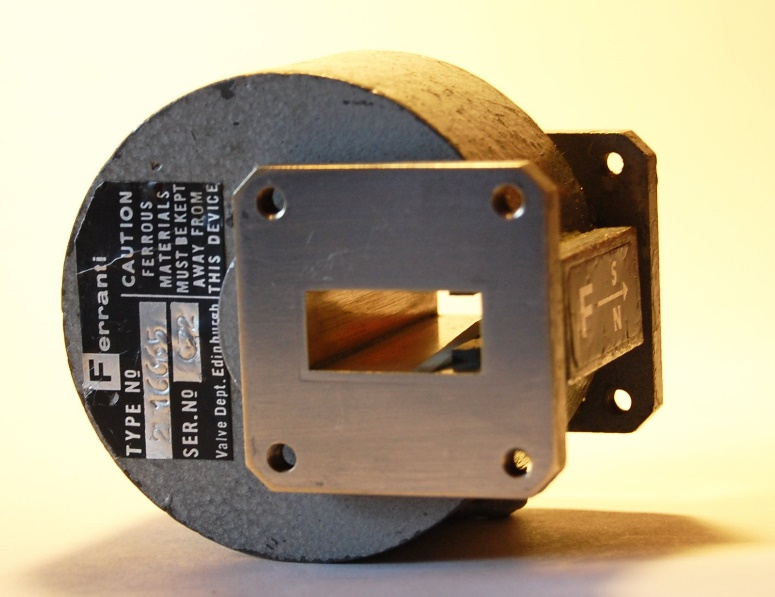 CAUTION
FERROUS
MATERIALS
MUST BE KEPT
AWAY FROM
THIS DEVICE
Ferranti
TYPE Nº
SER. Nº
Valve Dept. Edinburgh
F
S
N